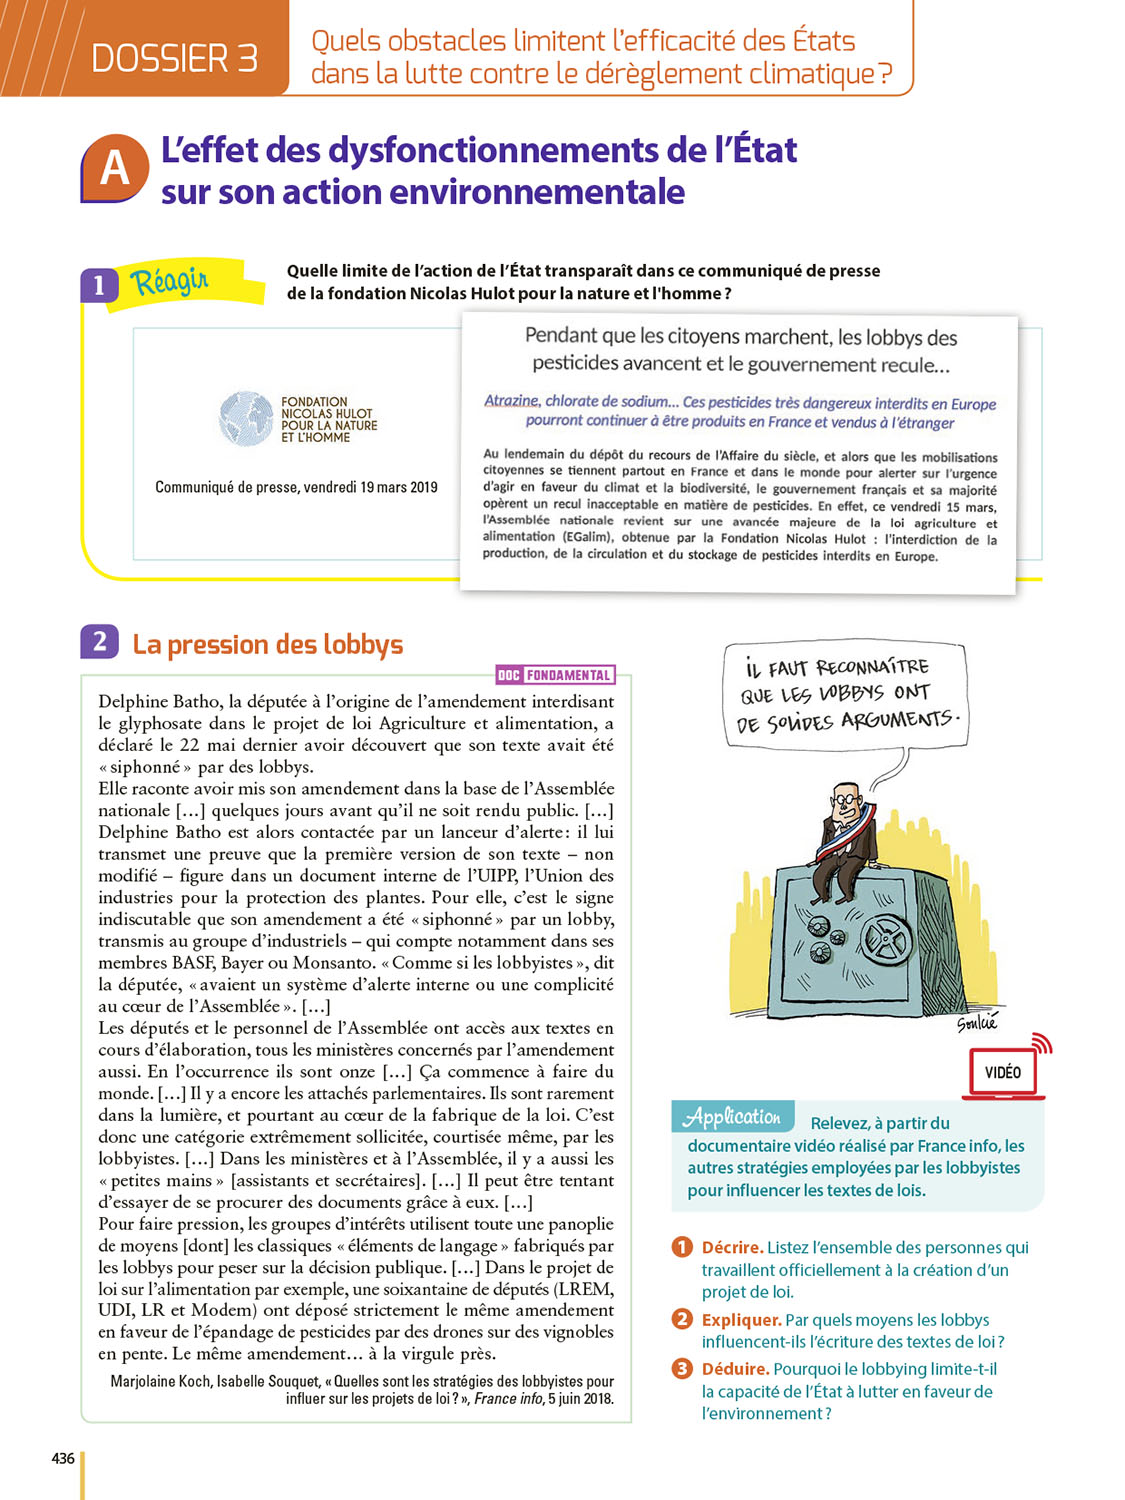 DOSSIER 3
Quels obstacles limitent l'efficacité des États
dans la lutte contre le dérèglement climatique ?
A
L'effet des dysfonctionnements de l'État
sur son action environnementale
1 Réagir
Quelle limite de l'action de l'État transparaît dans ce communiqué de presse
de la fondation Nicolas Hulot pour la nature et l'homme ?
FONDATION
NICOLAS HULOT
POUR LA NATURE
ET L'HOMME
Communiqué de presse, vendredi 19 mars 2019
Pendant que les citoyens marchent, les lobbys des
pesticides avancent et le gouvernement recule...
Atrazine, chlorate de sodium... Ces pesticides très dangereux interdits en Europe
pourront continuer à être produits en France et vendus à l'étranger
Au lendemain du dépôt du recours de l'Affaire du siècle, et alors que les mobilisations
citoyennes se tiennent partout en France et dans le monde pour alerter sur l'urgence
d'agir en faveur du climat et la biodiversité, le gouvernement français et sa majorité
opèrent un recul inacceptable en matière de pesticides. En effet, ce vendredi 15 mars,
l'Assemblée nationale revient sur une avancée majeure de la loi agriculture et
alimentation (EGalim), obtenue par la Fondation Nicolas Hulot : l'interdiction de la
production, de la circulation et du stockage de pesticides interdits en Europe.
2 La pression des lobbys
DOC FONDAMENTAL
Delphine Batho, la députée à l'origine de l'amendement interdisant
le glyphosate dans le projet de loi Agriculture et alimentation, a
déclaré le 22 mai dernier avoir découvert que son texte avait été
« siphonné » par des lobbys.
Elle raconte avoir mis son amendement dans la base de l'Assemblée
nationale [...] quelques jours avant qu'il ne soit rendu public. [...]
Delphine Batho est alors contactée par un lanceur d'alerte : il lui
transmet une preuve que la première version de son texte – non
modifié – figure dans un document interne de l'UIPP, l'Union des
industries pour la protection des plantes. Pour elle, c'est le signe
indiscutable que son amendement a été « siphonné » par un lobby,
transmis au groupe d'industriels – qui compte notamment dans ses
membres BASF, Bayer ou Monsanto. « Comme si les lobbyistes », dit
la députée, « avaient un système d'alerte interne ou une complicité
au cœur de l'Assemblée ». [...]
Les députés et le personnel de l'Assemblée ont accès aux textes en
cours d'élaboration, tous les ministères concernés par l'amendement
aussi. En l'occurrence ils sont onze [...] Ça commence à faire du
monde. [...] Il y a encore les attachés parlementaires. Ils sont rarement
dans la lumière, et pourtant au cœur de la fabrique de la loi. C'est
donc une catégorie extrêmement sollicitée, courtisée même, par les
lobbyistes. [...] Dans les ministères et à l'Assemblée, il y a aussi les
« petites mains » [assistants et secrétaires]. [...] Il peut être tentant
d'essayer de se procurer des documents grâce à eux. [...]
Pour faire pression, les groupes d'intérêts utilisent toute une panoplie
de moyens [dont] les classiques « éléments de langage » fabriqués par
les lobbys pour peser sur la décision publique. [...] Dans le projet de
loi sur l'alimentation par exemple, une soixantaine de députés (LREM,
UDI, LR et Modem) ont déposé strictement le même amendement
en faveur de l'épandage de pesticides par des drones sur des vignobles
en pente. Le même amendement... à la virgule près.
Marjolaine Koch, Isabelle Souquet, « Quelles sont les stratégies des lobbyistes pour
influer sur les projets de loi ? », France info, 5 juin 2018.
IL FAUT RECONNAÎTRE
QUE LES LOBBYS ONT
DE SOLIDES ARGUMENTS.
Soulcié
VIDÉO
Application Relevez, à partir du
documentaire vidéo réalisé par France info, les
autres stratégies employées par les lobbyistes
pour influencer les textes de lois.
1 Décrire. Listez l'ensemble des personnes qui
travaillent officiellement à la création d'un
projet de loi.
2 Expliquer. Par quels moyens les lobbys
influencent-ils l'écriture des textes de loi ?
3 Déduire. Pourquoi le lobbying limite-t-il
la capacité de l'État à lutter en faveur de
l'environnement ?
436